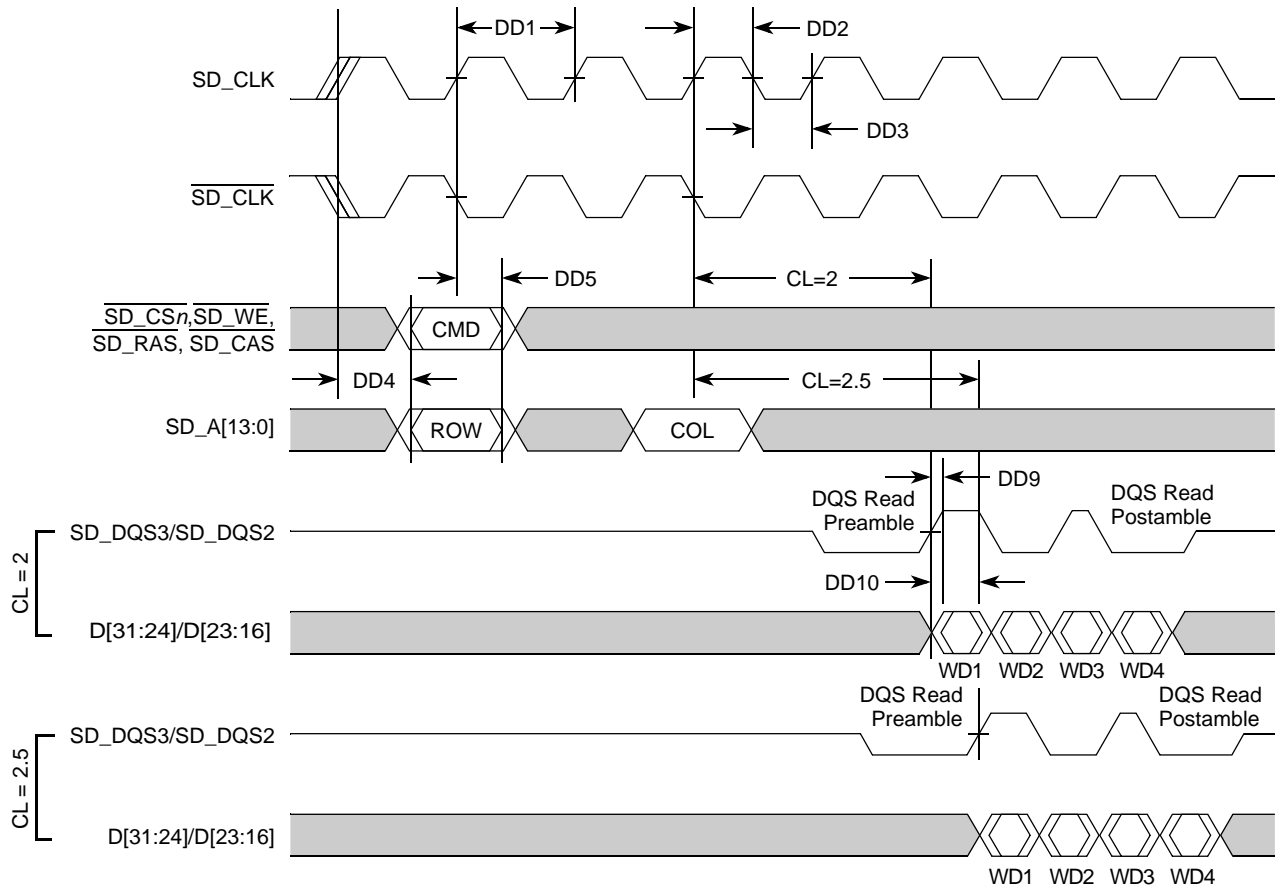 DD1
DD2
SD_CLK
DD3
SD_CLK
DD5
CL=2
SD_CSn,SD_WE,
SD_RAS, SD_CAS
CMD
DD4
CL=2.5
SD_A[13:0]
ROW
COL
DD9
DQS Read
Preamble
DQS Read
Postamble
SD_DQS3/SD_DQS2
CL = 2
DD10
D[31:24]/D[23:16]
WD1 WD2 WD3 WD4
DQS Read
Preamble
DQS Read
Postamble
SD_DQS3/SD_DQS2
CL = 2.5
D[31:24]/D[23:16]
WD1 WD2 WD3 WD4